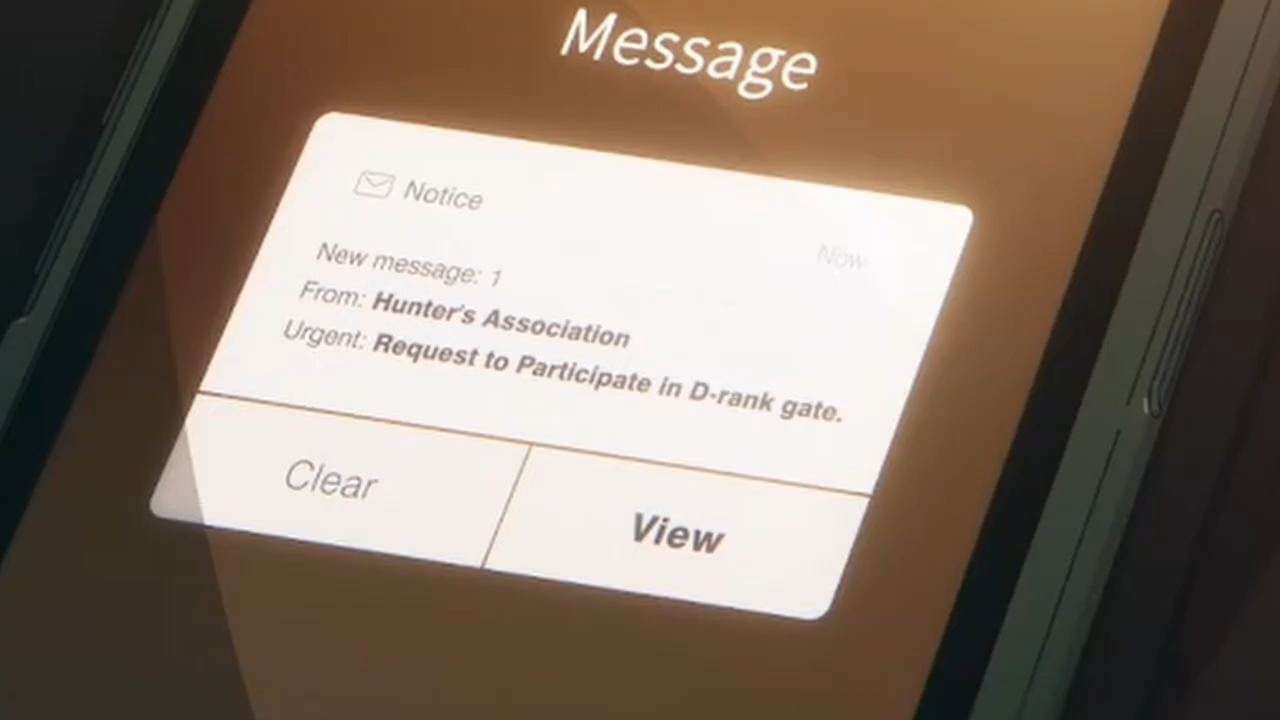 Message
Notice
Now
New message: 1
From: Hunter's Association
Urgent: Request to Participate in D-rank gate.
Clear
View